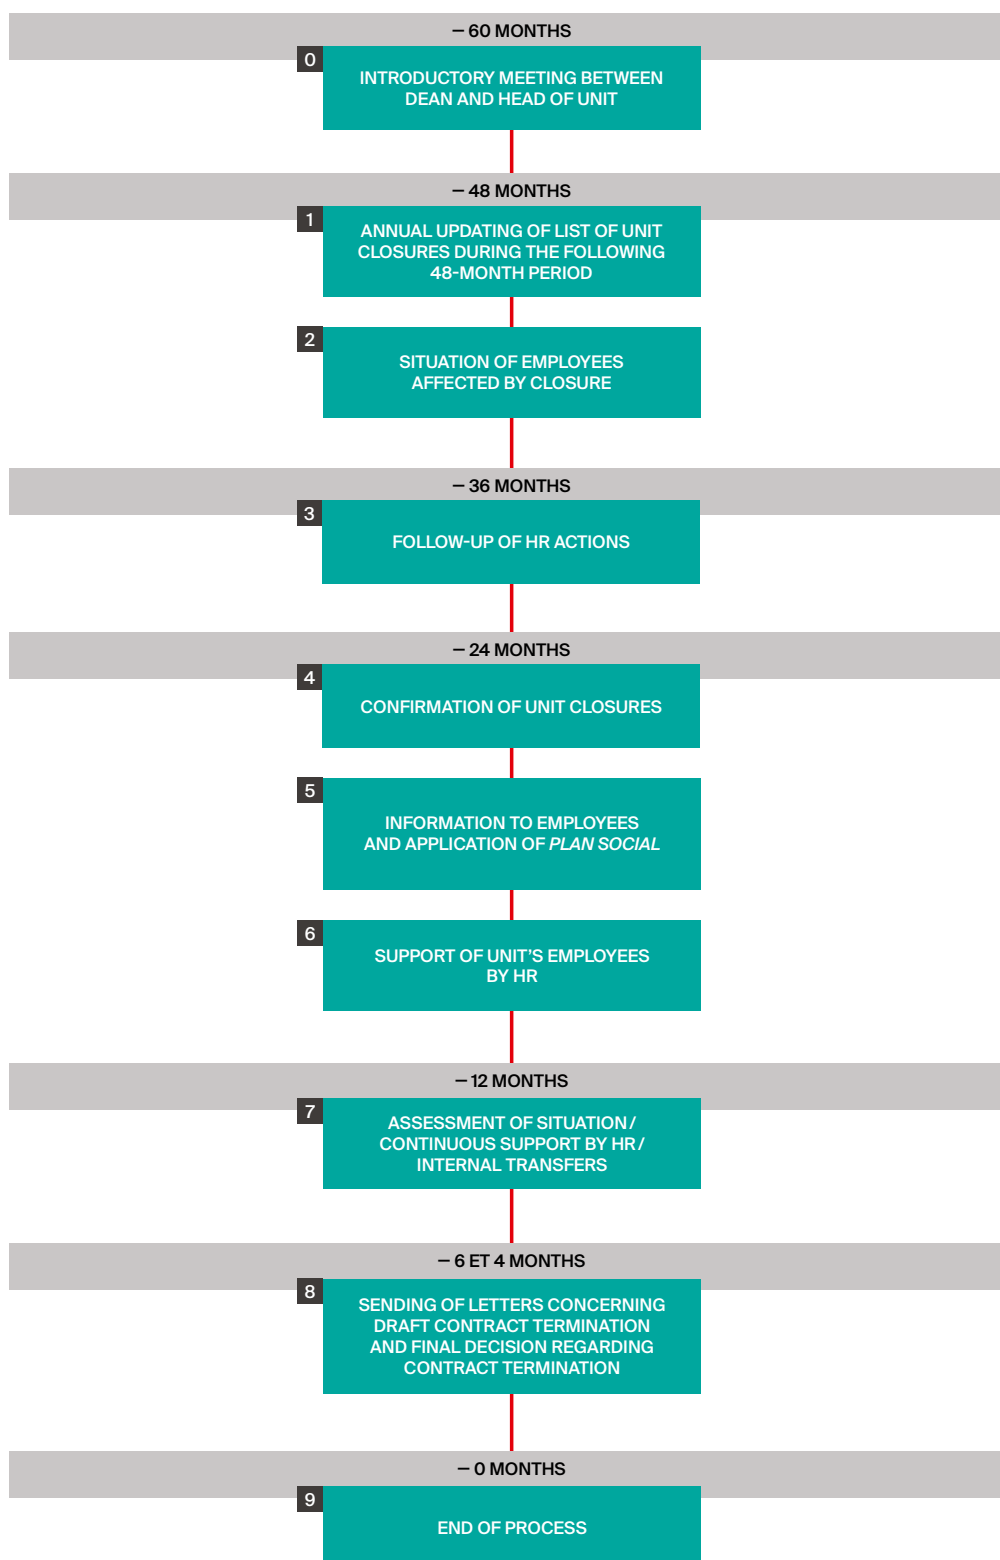 – 60 MONTHS
0
INTRODUCTORY MEETING BETWEEN
DEAN AND HEAD OF UNIT
– 48 MONTHS
1
ANNUAL UPDATING OF LIST OF UNIT
CLOSURES DURING THE FOLLOWING
48-MONTH PERIOD
2
SITUATION OF EMPLOYEES
AFFECTED BY CLOSURE
– 36 MONTHS
3
FOLLOW-UP OF HR ACTIONS
– 24 MONTHS
4
CONFIRMATION OF UNIT CLOSURES
5
INFORMATION TO EMPLOYEES
AND APPLICATION OF PLAN SOCIAL
6
SUPPORT OF UNIT'S EMPLOYEES
BY HR
– 12 MONTHS
7
ASSESSMENT OF SITUATION /
CONTINUOUS SUPPORT BY HR /
INTERNAL TRANSFERS
– 6 ET 4 MONTHS
8
SENDING OF LETTERS CONCERNING
DRAFT CONTRACT TERMINATION
AND FINAL DECISION REGARDING
CONTRACT TERMINATION
– 0 MONTHS
9
END OF PROCESS